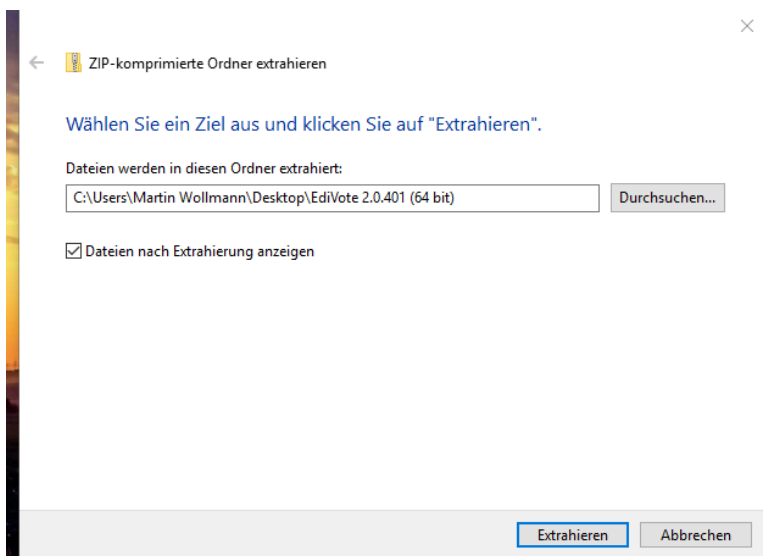 ZIP-komprimierte Ordner extrahieren
Wählen Sie ein Ziel aus und klicken Sie auf "Extrahieren".
Dateien werden in diesen Ordner extrahiert:
C:\Users\Martin Wollmann\Desktop\EdiVote 2.0.401 (64 bit)
Durchsuchen...
Dateien nach Extrahierung anzeigen
Extrahieren
Abbrechen